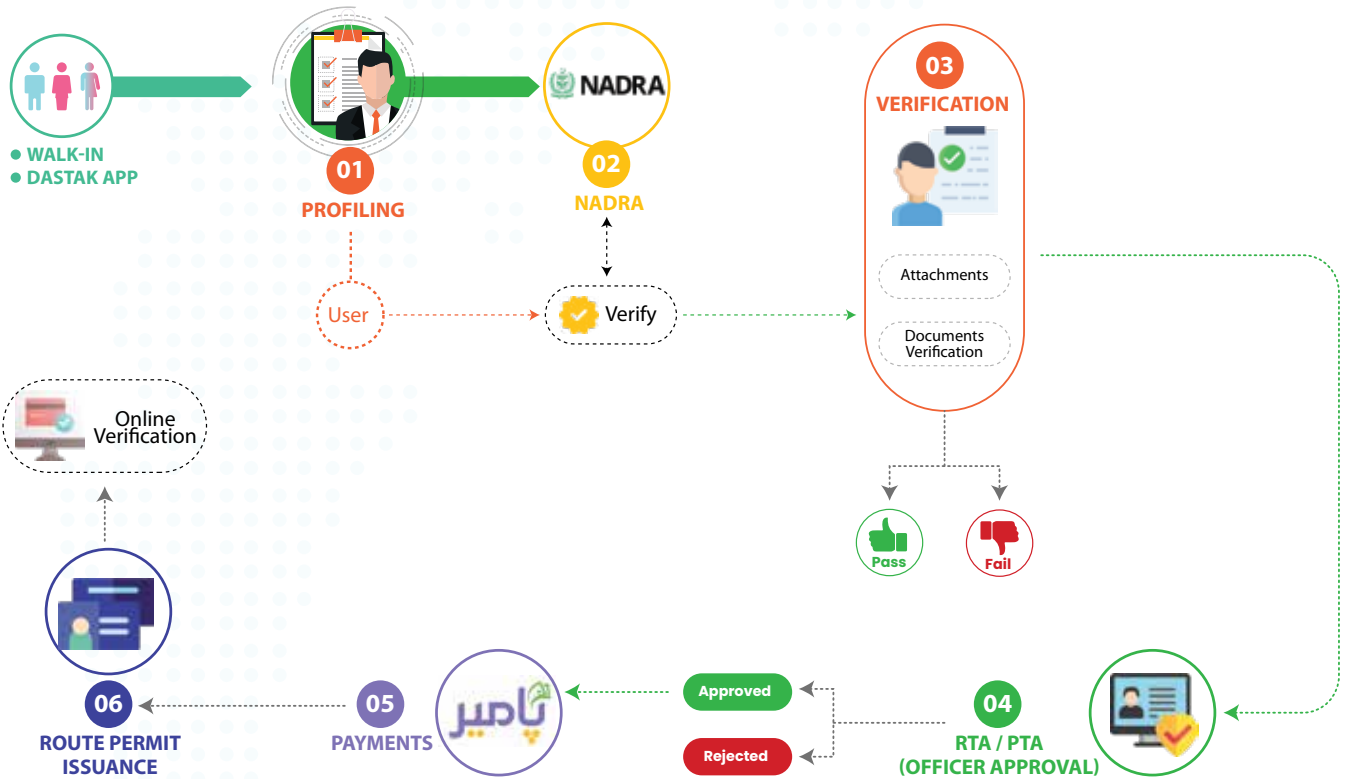 ● WALK-IN
● DASTAK APP
01
PROFILING
NADRA
02
NADRA
03
VERIFICATION
Attachments
Documents
Verification
User
Verify
Online
Verification
Pass
Fail
04
RTA / PTA
(OFFICER APPROVAL)
Approved
Rejected
پامیر
05
PAYMENTS
06
ROUTE PERMIT
ISSUANCE